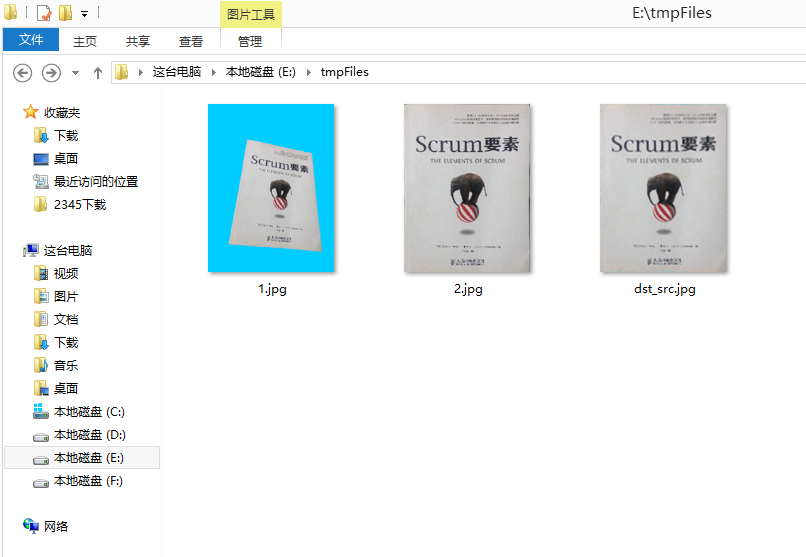 图片工具
E:\tmpFiles
文件
主页
共享
查看
管理
这台电脑
本地磁盘 (E:)
tmpFiles
收藏夹
下载
桌面
最近访问的位置
2345下载
这台电脑
视频
图片
文档
下载
音乐
桌面
本地磁盘 (C:)
本地磁盘 (D:)
本地磁盘 (E:)
本地磁盘 (F:)
网络
Scrum要素
THE ELEMENTS OF SCRUM
1.jpg
Scrum要素
THE ELEMENTS OF SCRUM
2.jpg
Scrum要素
THE ELEMENTS OF SCRUM
dst_src.jpg